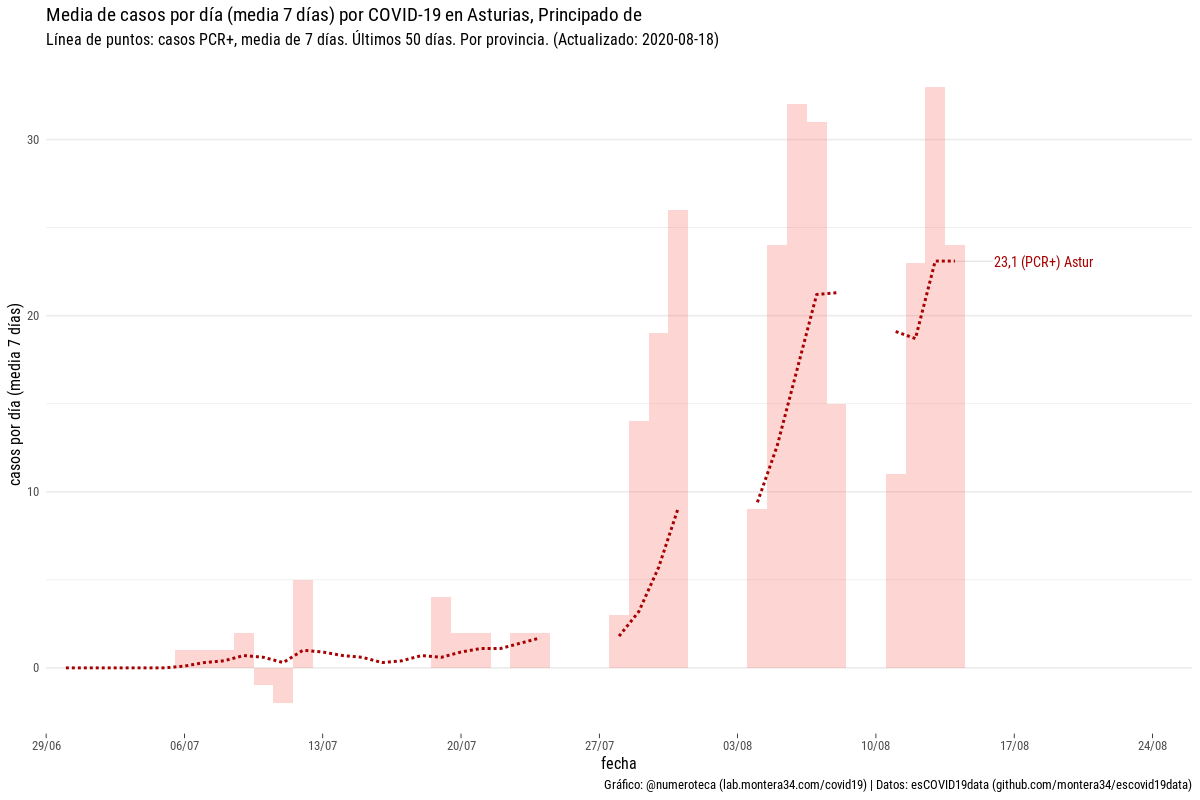 Media de casos por día (media 7 días) por COVID-19 en Asturias, Principado de
Línea de puntos: casos PCR+, media de 7 días. Últimos 50 días. Por provincia. (Actualizado: 2020-08-18)
casos por día (media 7 días)
30
20
10
0
23,1 (PCR+) Astur
29/06
06/07
13/07
20/07
27/07
03/08
10/08
17/08
24/08
fecha
Gráfico: @numeroteca (lab.montera34.com/covid19) | Datos: esCOVID19data (github.com/montera34/escovid19data)